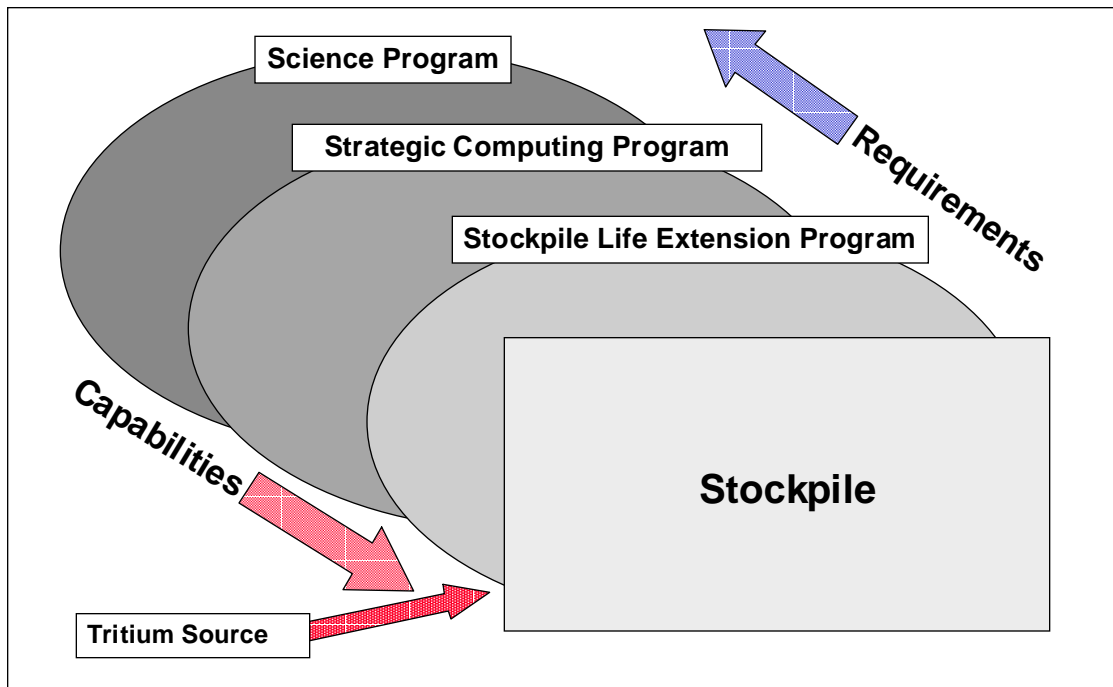 Science Program
Strategic Computing Program
Requirements
Stockpile Life Extension Program
Capabilities
Stockpile
Tritium Source